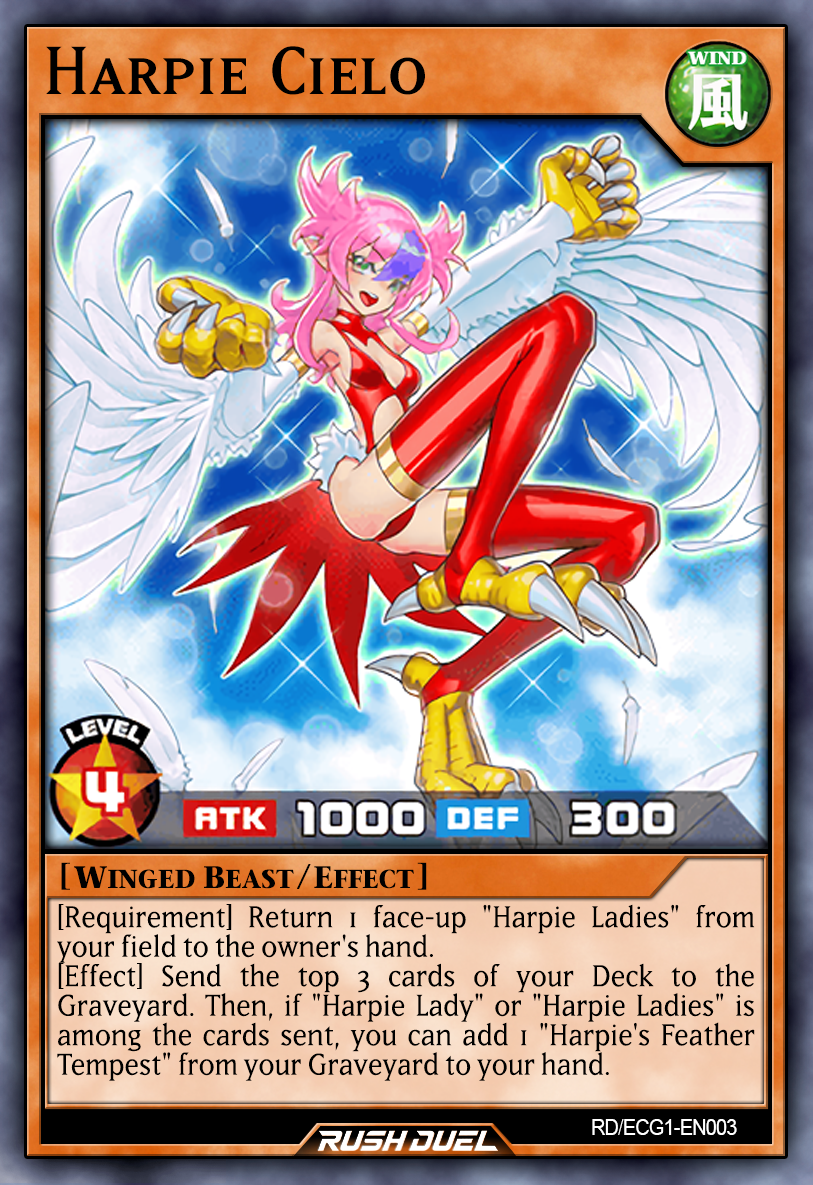 Harpie Cielo
WIND
風
LEVEL
4
ATK 1000 DEF 300
[Winged Beast/Effect]
[Requirement] Return 1 face-up "Harpie Ladies" from
your field to the owner's hand.
[Effect] Send the top 3 cards of your Deck to the
Graveyard. Then, if "Harpie Lady" or "Harpie Ladies" is
among the cards sent, you can add 1 "Harpie's Feather
Tempest" from your Graveyard to your hand.
RD/ECG1-EN003
RUSH DUEL